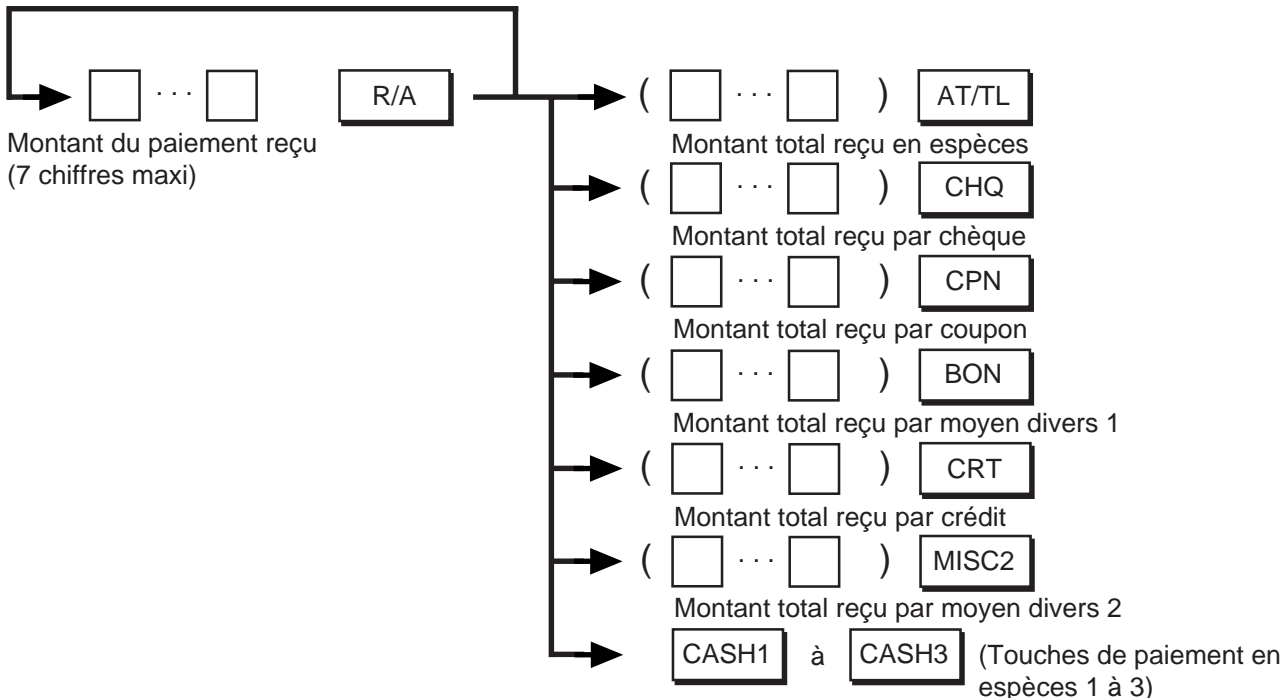 · · · R/A ( · · · ) AT/TL
Montant du paiement reçu
(7 chiffres maxi)
Montant total reçu en espèces
( · · · ) CHQ
Montant total reçu par chèque
( · · · ) CPN
Montant total reçu par coupon
( · · · ) BON
Montant total reçu par moyen divers 1
( · · · ) CRT
Montant total reçu par crédit
( · · · ) MISC2
Montant total reçu par moyen divers 2
CASH1 à CASH3 (Touches de paiement en
espèces 1 à 3)